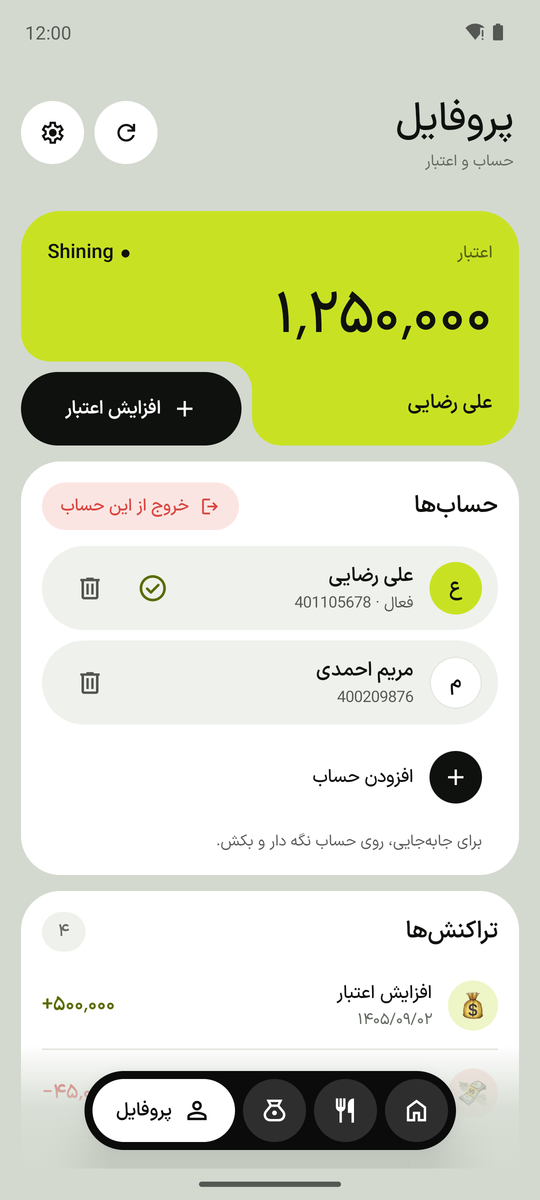 12:00
پروفایل
حساب و اعتبار
اعتبار
Shining
۱,۲۵۰,۰۰۰
علی رضایی
افزایش اعتبار
حساب‌ها
خروج از این حساب
ع
علی رضایی
فعال · 401105678
م
مریم احمدی
400209876
افزودن حساب
برای جابه‌جایی، روی حساب نگه دار و بکش.
تراکنش‌ها
۴
افزایش اعتبار
+۵۰۰,۰۰۰
۱۴۰۵/۰۹/۰۲
پروفایل